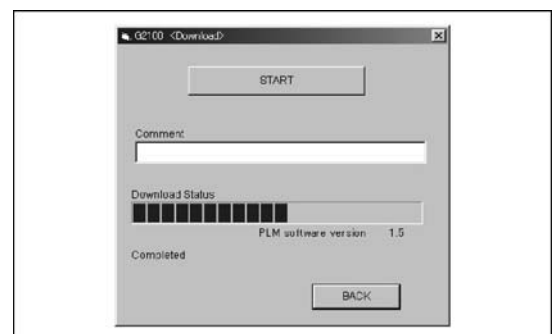 G2100 <Download>
START
Comment
Download Status
PLM software version 1.5
Completed
BACK